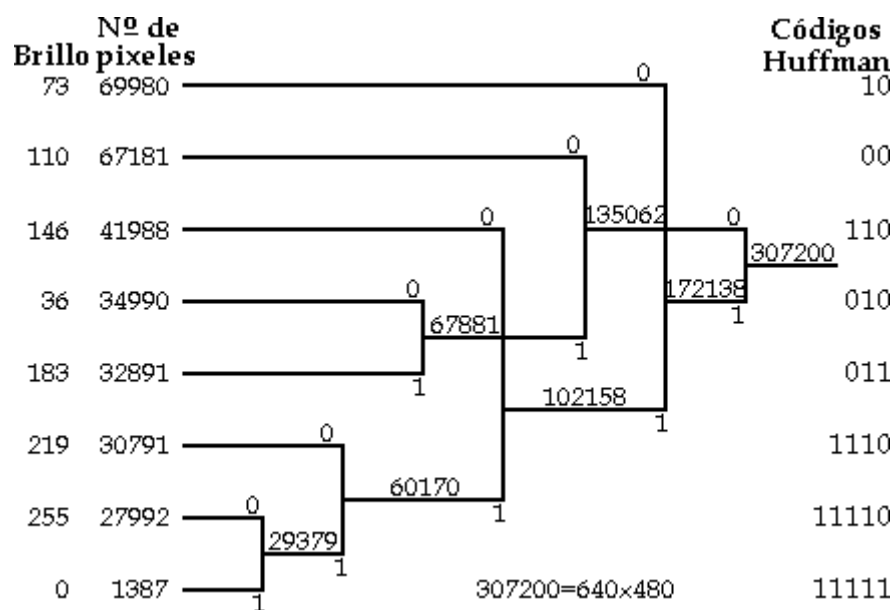 Brillo Nº de pixeles Códigos Huffman
73 69980 0 10
110 67181 0 00
146 41988 0 135062 0 110
307200
36 34990 0 172138 1 010
67881 1
183 32891 1 011
102158 1
219 30791 0 1110
60170 1
255 27992 0 11110
29379 1
0 1387 1 307200=640×480 11111